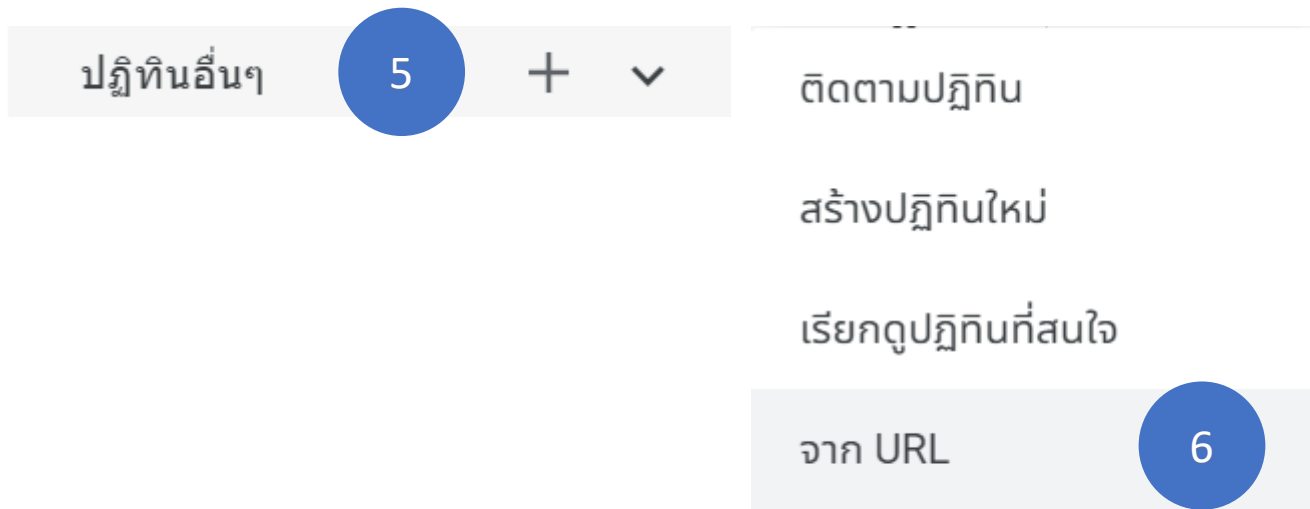 ปฏิทินอื่นๆ 5
ติดตามปฏิทิน
สร้างปฏิทินใหม่
เรียกดูปฏิทินที่สนใจ
จาก URL 6